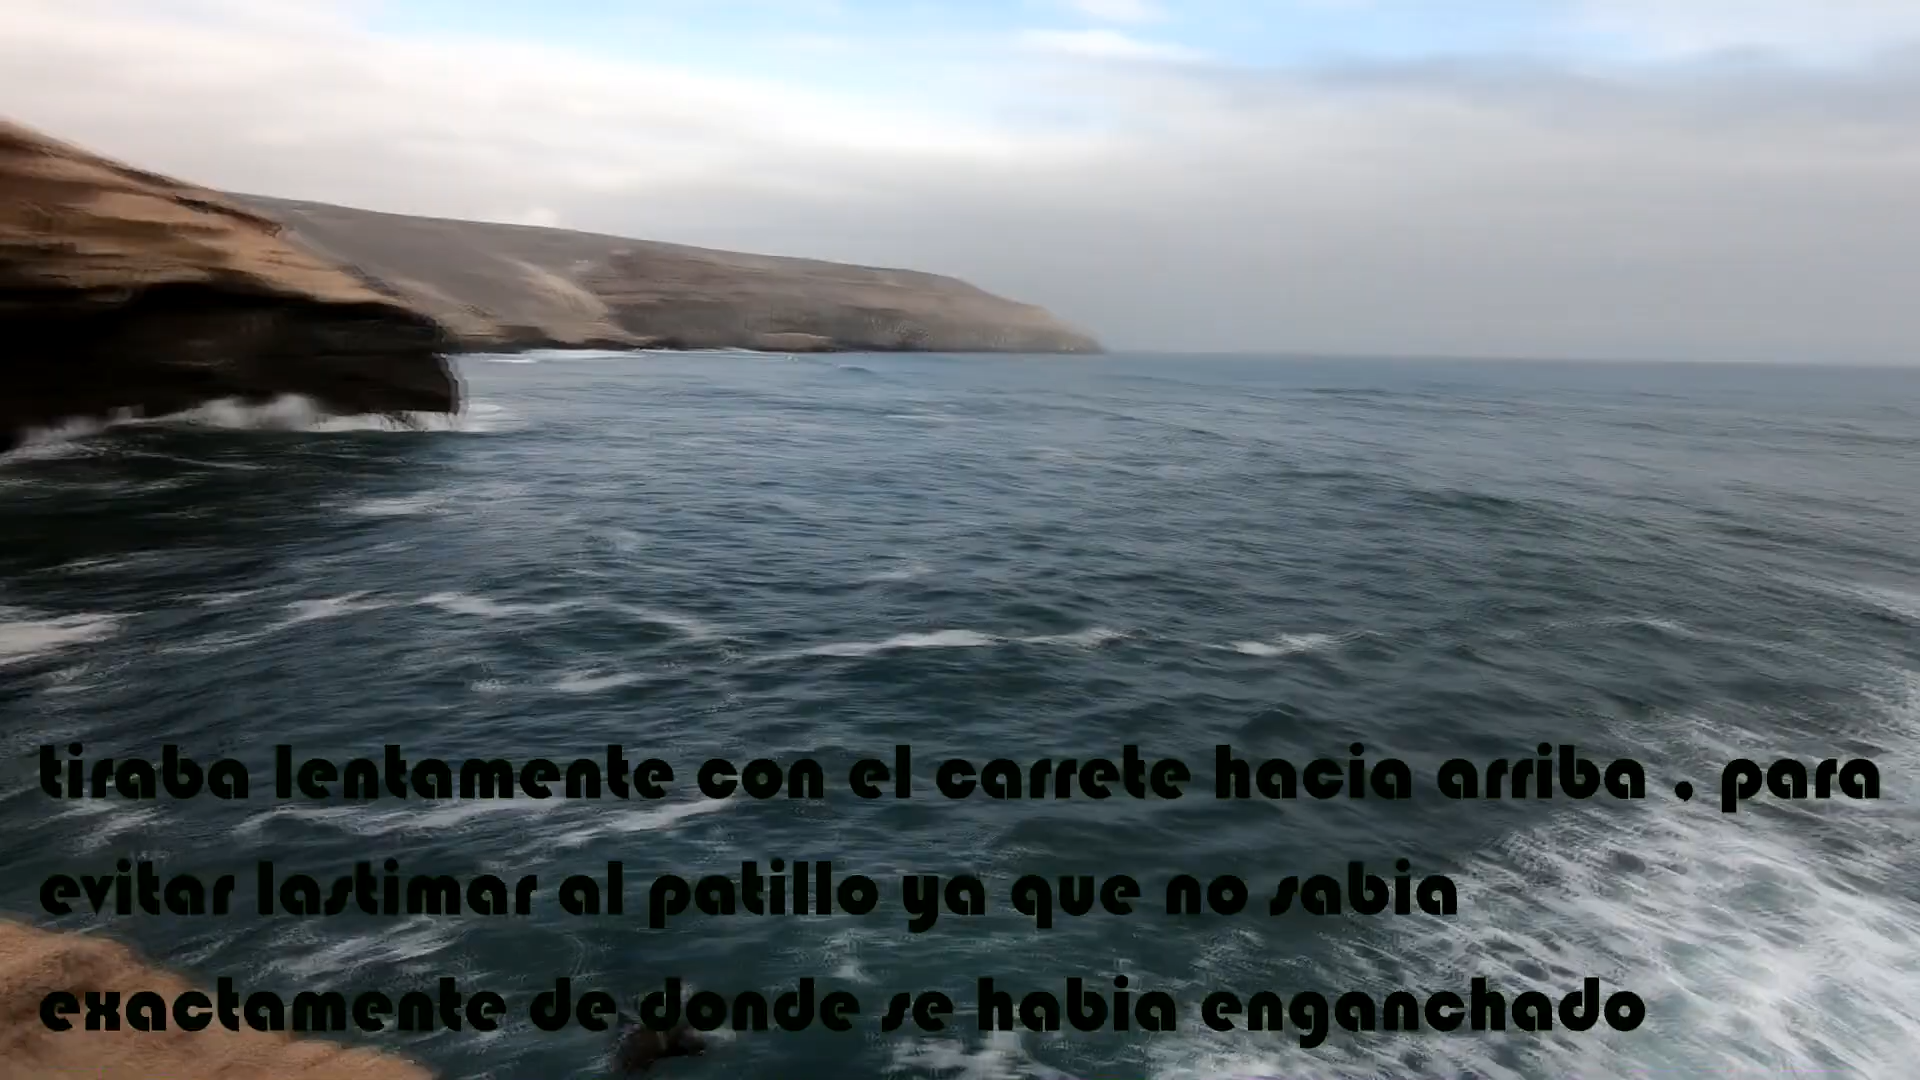 tiraba lentamente con el carrete hacia arriba , para
evitar lastimar al patillo ya que no sabia
exactamente de donde se habia enganchado